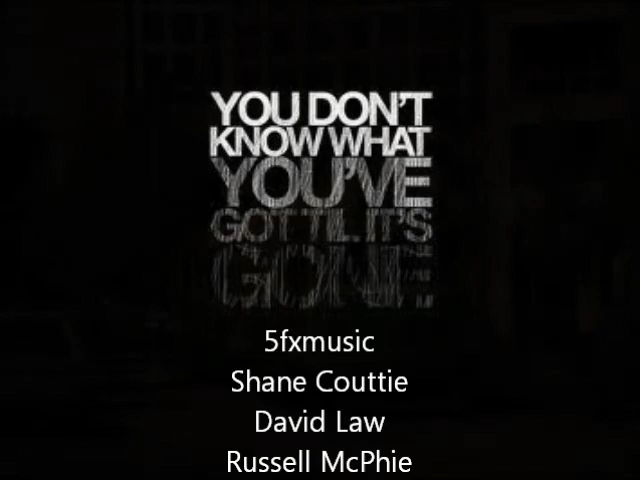 YOU DON'T
KNOW WHAT
YOU'VE
GOT TIL IT'S
GONE
5fxmusic
Shane Couttie
David Law
Russell McPhie